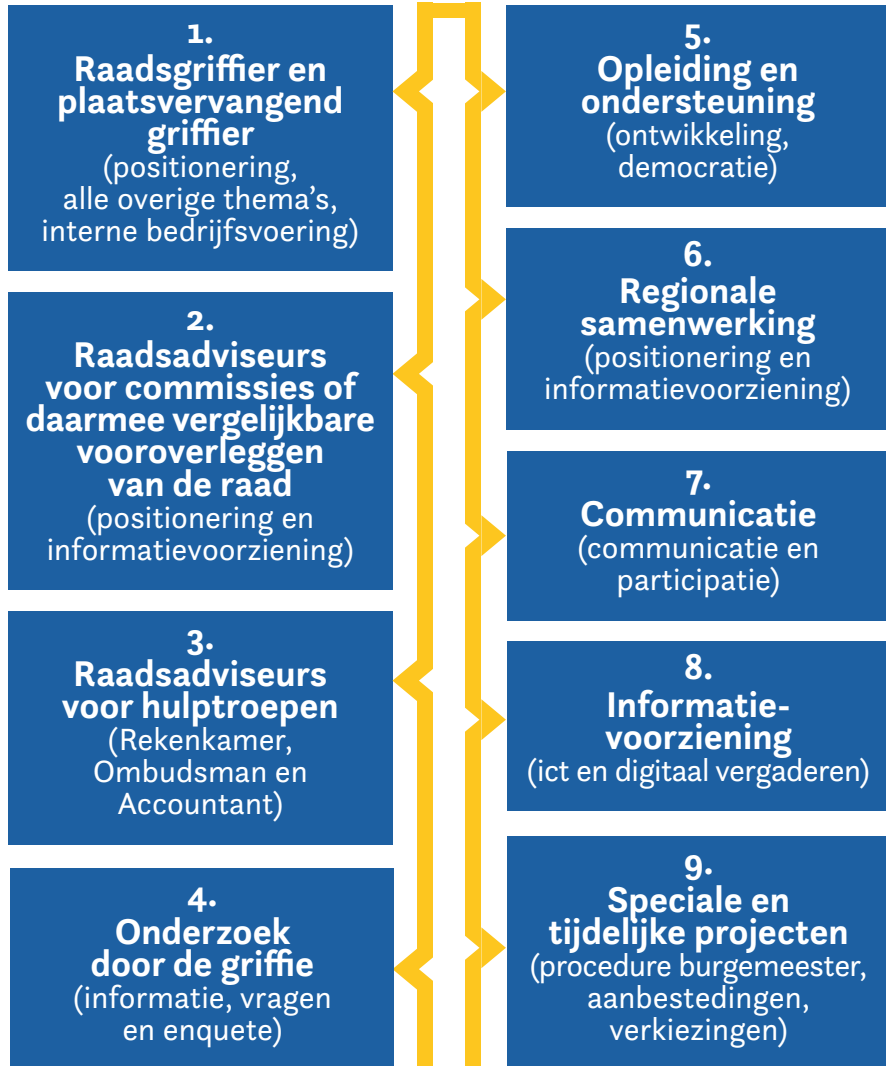 1.
Raadsgriffier en
plaatsvervangend
griffier
(positionering,
alle overige thema's,
interne bedrijfsvoering)
2.
Raadsadviseurs
voor commissies of
daarmee vergelijkbare
vooroverleggen
van de raad
(positionering en
informatievoorziening)
3.
Raadsadviseurs
voor hulptroepen
(Rekenkamer,
Ombudsman en
Accountant)
4.
Onderzoek
door de griffie
(informatie, vragen
en enquete)
5.
Opleiding en
ondersteuning
(ontwikkeling,
democratie)
6.
Regionale
samenwerking
(positionering en
informatievoorziening)
7.
Communicatie
(communicatie en
participatie)
8.
Informatie-
voorziening
(ict en digitaal vergaderen)
9.
Speciale en
tijdelijke projecten
(procedure burgemeester,
aanbestedingen,
verkiezingen)